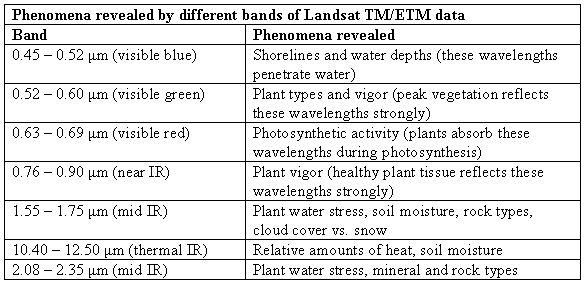 Phenomena revealed by different bands of Landsat TM/ETM data
Band
Phenomena revealed
0.45 – 0.52 µm (visible blue)
Shorelines and water depths (these wavelengths
penetrate water)
0.52 – 0.60 µm (visible green)
Plant types and vigor (peak vegetation reflects
these wavelengths strongly)
0.63 – 0.69 µm (visible red)
Photosynthetic activity (plants absorb these
wavelengths during photosynthesis)
0.76 – 0.90 µm (near IR)
Plant vigor (healthy plant tissue reflects these
wavelengths strongly)
1.55 – 1.75 µm (mid IR)
Plant water stress, soil moisture, rock types,
cloud cover vs. snow
10.40 – 12.50 µm (thermal IR)
Relative amounts of heat, soil moisture
2.08 – 2.35 µm (mid IR)
Plant water stress, mineral and rock types